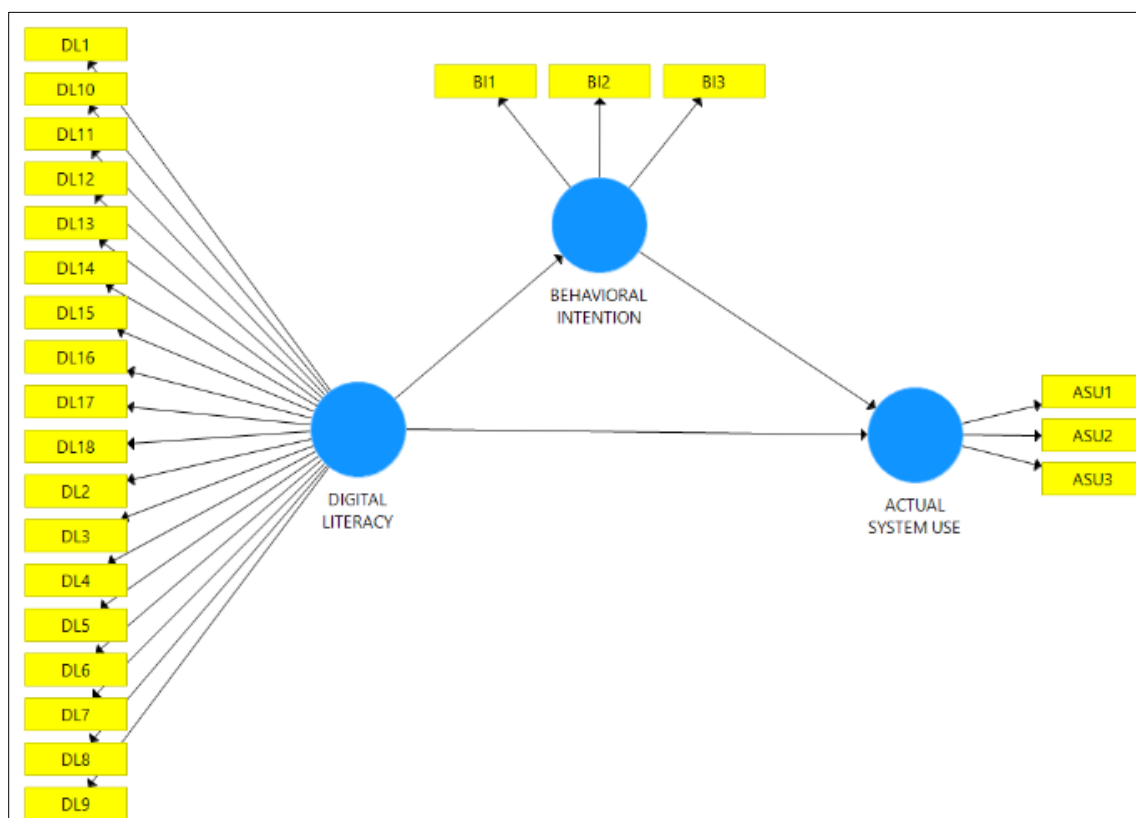 DL1
DL10
DL11
DL12
DL13
DL14
DL15
DL16
DL17
DL18
DL2
DL3
DL4
DL5
DL6
DL7
DL8
DL9
BI1
BI2
BI3
BEHAVIORAL
INTENTION
DIGITAL
LITERACY
ACTUAL
SYSTEM USE
ASU1
ASU2
ASU3